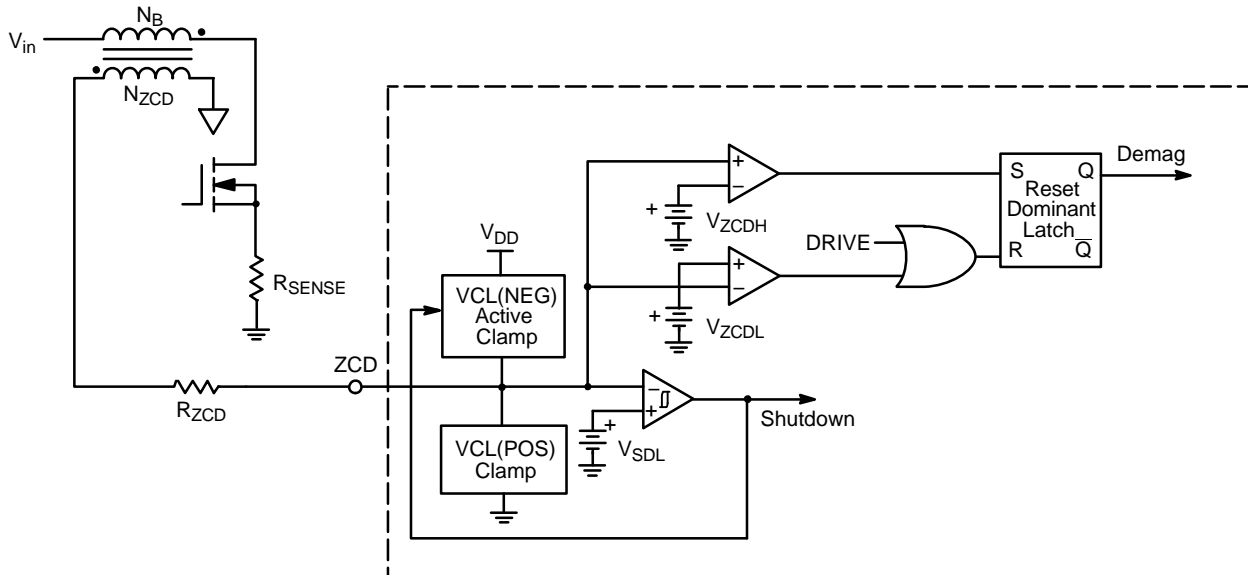 N_B
V_in
N_ZCD
R_SENSE
R_ZCD
ZCD
V_DD
VCL(NEG)
Active
Clamp
VCL(POS)
Clamp
+
−
+
V_ZCDH
DRIVE
+
−
+
V_ZCDL
−
+
+
V_SDL
Shutdown
S Q
Reset
Dominant
Latch
R Q̅
Demag